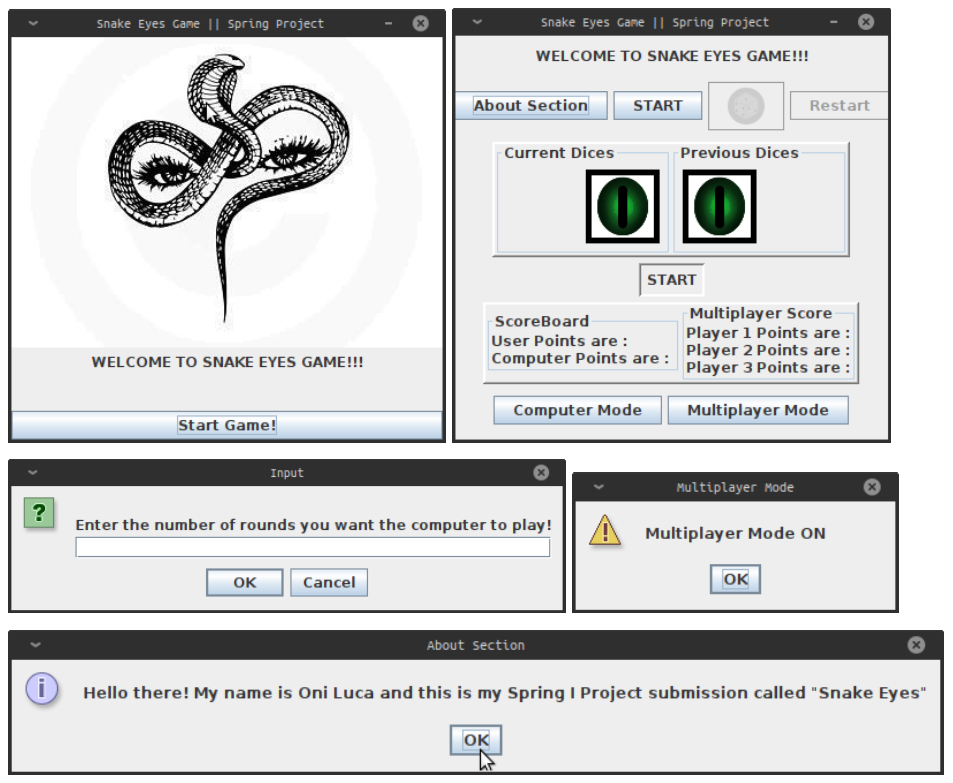 Snake Eyes Game || Spring Project
WELCOME TO SNAKE EYES GAME!!!
Start Game!
Snake Eyes Game || Spring Project
WELCOME TO SNAKE EYES GAME!!!
About Section START Restart
Current Dices Previous Dices
START
ScoreBoard
User Points are :
Computer Points are :
Multiplayer Score
Player 1 Points are :
Player 2 Points are :
Player 3 Points are :
Computer Mode Multiplayer Mode
Input
?
Enter the number of rounds you want the computer to play!
OK Cancel
Multiplayer Mode
!
Multiplayer Mode ON
OK
About Section
i
Hello there! My name is Oni Luca and this is my Spring I Project submission called "Snake Eyes"
OK